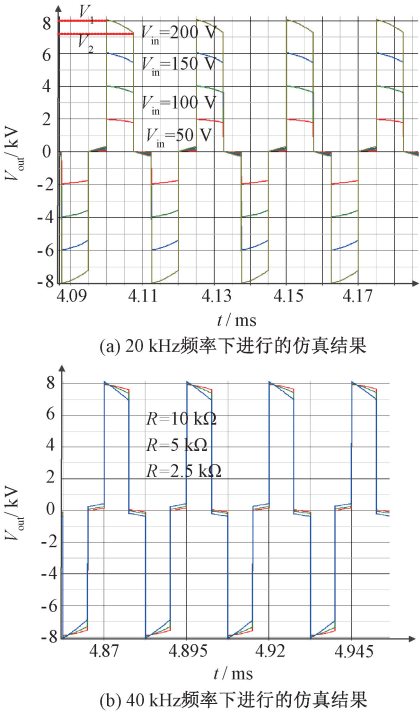 V1
V2
Vin=200 V
Vin=150 V
Vin=100 V
Vin=50 V
8
6
4
2
0
-2
-4
-6
-8
Vout/ kV
4.09 4.11 4.13 4.15 4.17
t / ms
(a) 20 kHz频率下进行的仿真结果
8
6
4
2
0
-2
-4
-6
-8
Vout/ kV
R=10 kΩ
R=5 kΩ
R=2.5 kΩ
4.87 4.895 4.92 4.945
t / ms
(b) 40 kHz频率下进行的仿真结果